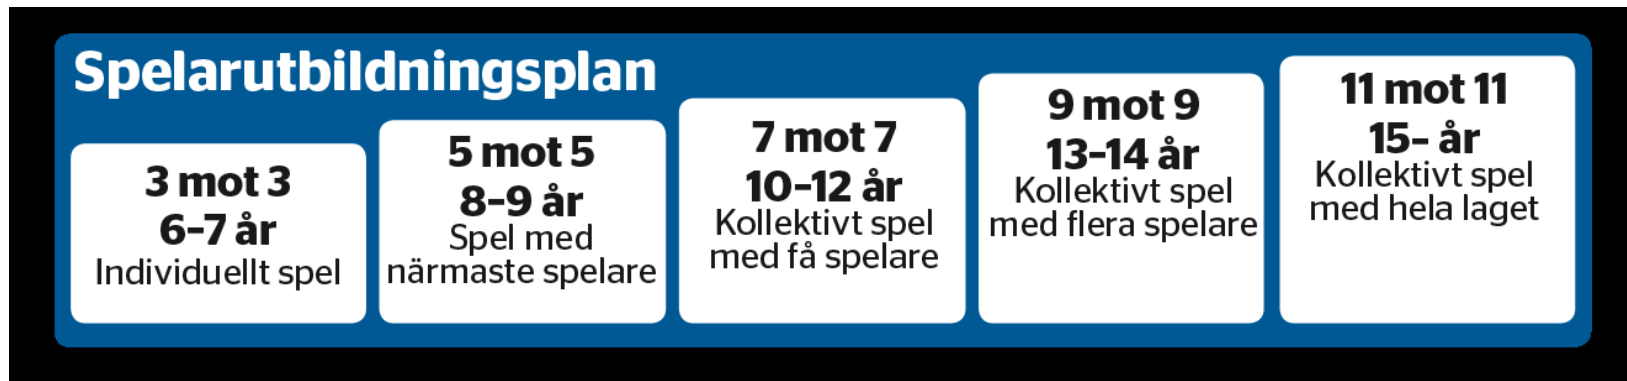 Spelarutbildningsplan
3 mot 3
6–7 år
Individuellt spel
5 mot 5
8–9 år
Spel med
närmaste spelare
7 mot 7
10–12 år
Kollektivt spel
med få spelare
9 mot 9
13–14 år
Kollektivt spel
med flera spelare
11 mot 11
15– år
Kollektivt spel
med hela laget